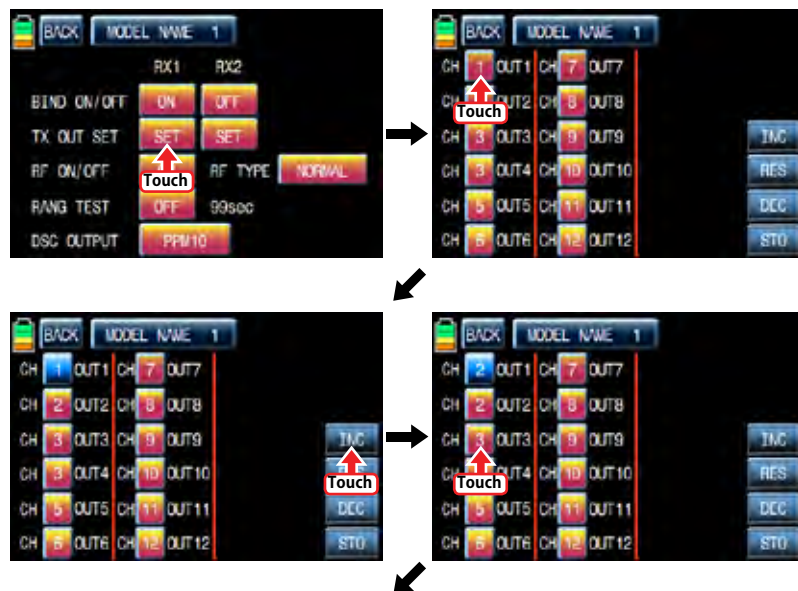 BACK MODEL NAME 1
RX1 RX2
BIND ON/OFF ON OFF
TX OUT SET SET SET
RF ON/OFF Touch RF TYPE NORMAL
RANG TEST OFF 99sec
DSC OUTPUT PPM10
BACK MODEL NAME 1
CH 1 OUT1 CH 7 OUT7
CH Touch OUT2 CH 8 OUT8
CH 3 OUT3 CH 9 OUT9 INC
CH 3 OUT4 CH 10 OUT10 RES
CH 5 OUT5 CH 11 OUT11 DEC
CH 6 OUT6 CH 12 OUT12 STO
BACK MODEL NAME 1
CH 1 OUT1 CH 7 OUT7
CH 2 OUT2 CH 8 OUT8
CH 3 OUT3 CH 9 OUT9 INC
CH 3 OUT4 CH 10 OUT10 Touch
CH 5 OUT5 CH 11 OUT11 DEC
CH 6 OUT6 CH 12 OUT12 STO
BACK MODEL NAME 1
CH 2 OUT1 CH 7 OUT7
CH 2 OUT2 CH 8 OUT8
CH 3 OUT3 CH 9 OUT9 INC
CH Touch OUT4 CH 10 OUT10 RES
CH 5 OUT5 CH 11 OUT11 DEC
CH 6 OUT6 CH 12 OUT12 STO